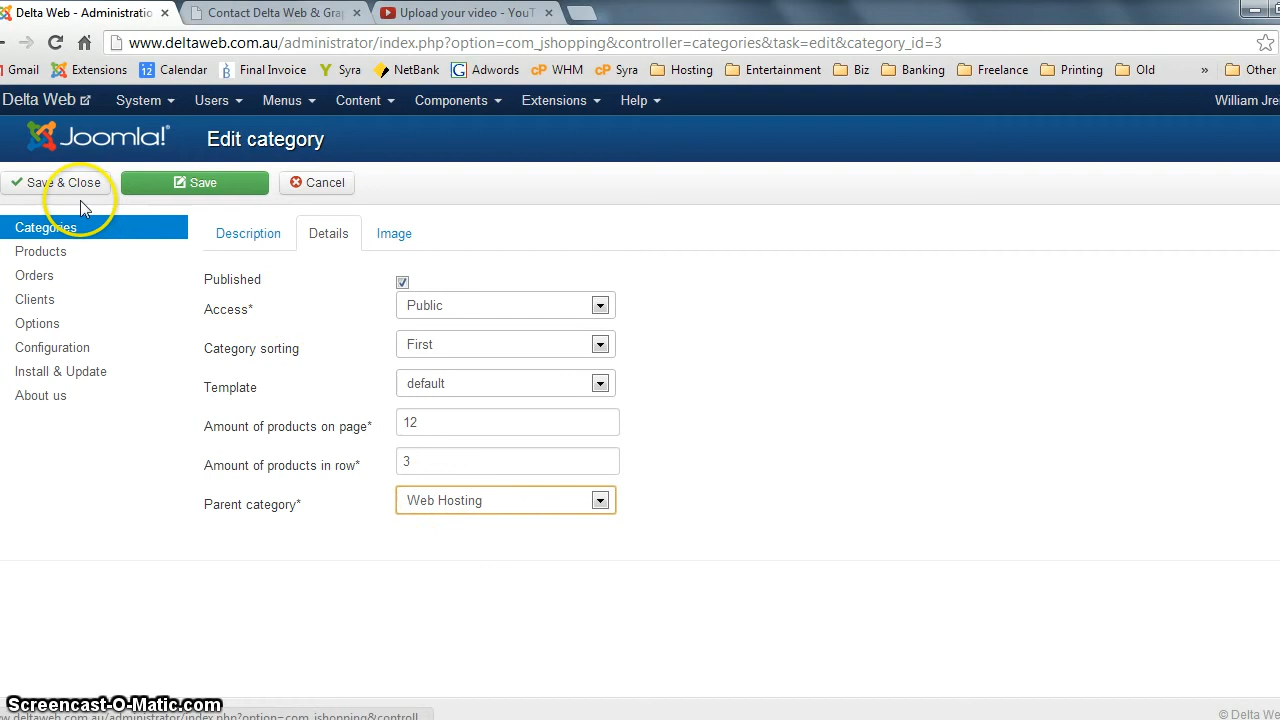 Delta Web - Administratio
Contact Delta Web & Gra
Upload your video - YouT
www.deltaweb.com.au/administrator/index.php?option=com_jshopping&controller=categories&task=edit&category_id=3
Gmail Extensions 12 Calendar Final Invoice Syra NetBank Adwords cP WHM cP Syra Hosting Entertainment Biz Banking Freelance Printing Old » Other
Delta Web System Users Menus Content Components Extensions Help William Jre
Joomla! Edit category
Save & Close Save Cancel
Categories
Products
Orders
Clients
Options
Configuration
Install & Update
About us
Description Details Image
Published
Access* Public
Category sorting First
Template default
Amount of products on page* 12
Amount of products in row* 3
Parent category* Web Hosting
Screencast-O-Matic.com
ww.deltaweb.com.au/administrator/index.php?option=com_jshopping&controll...
© Delta We